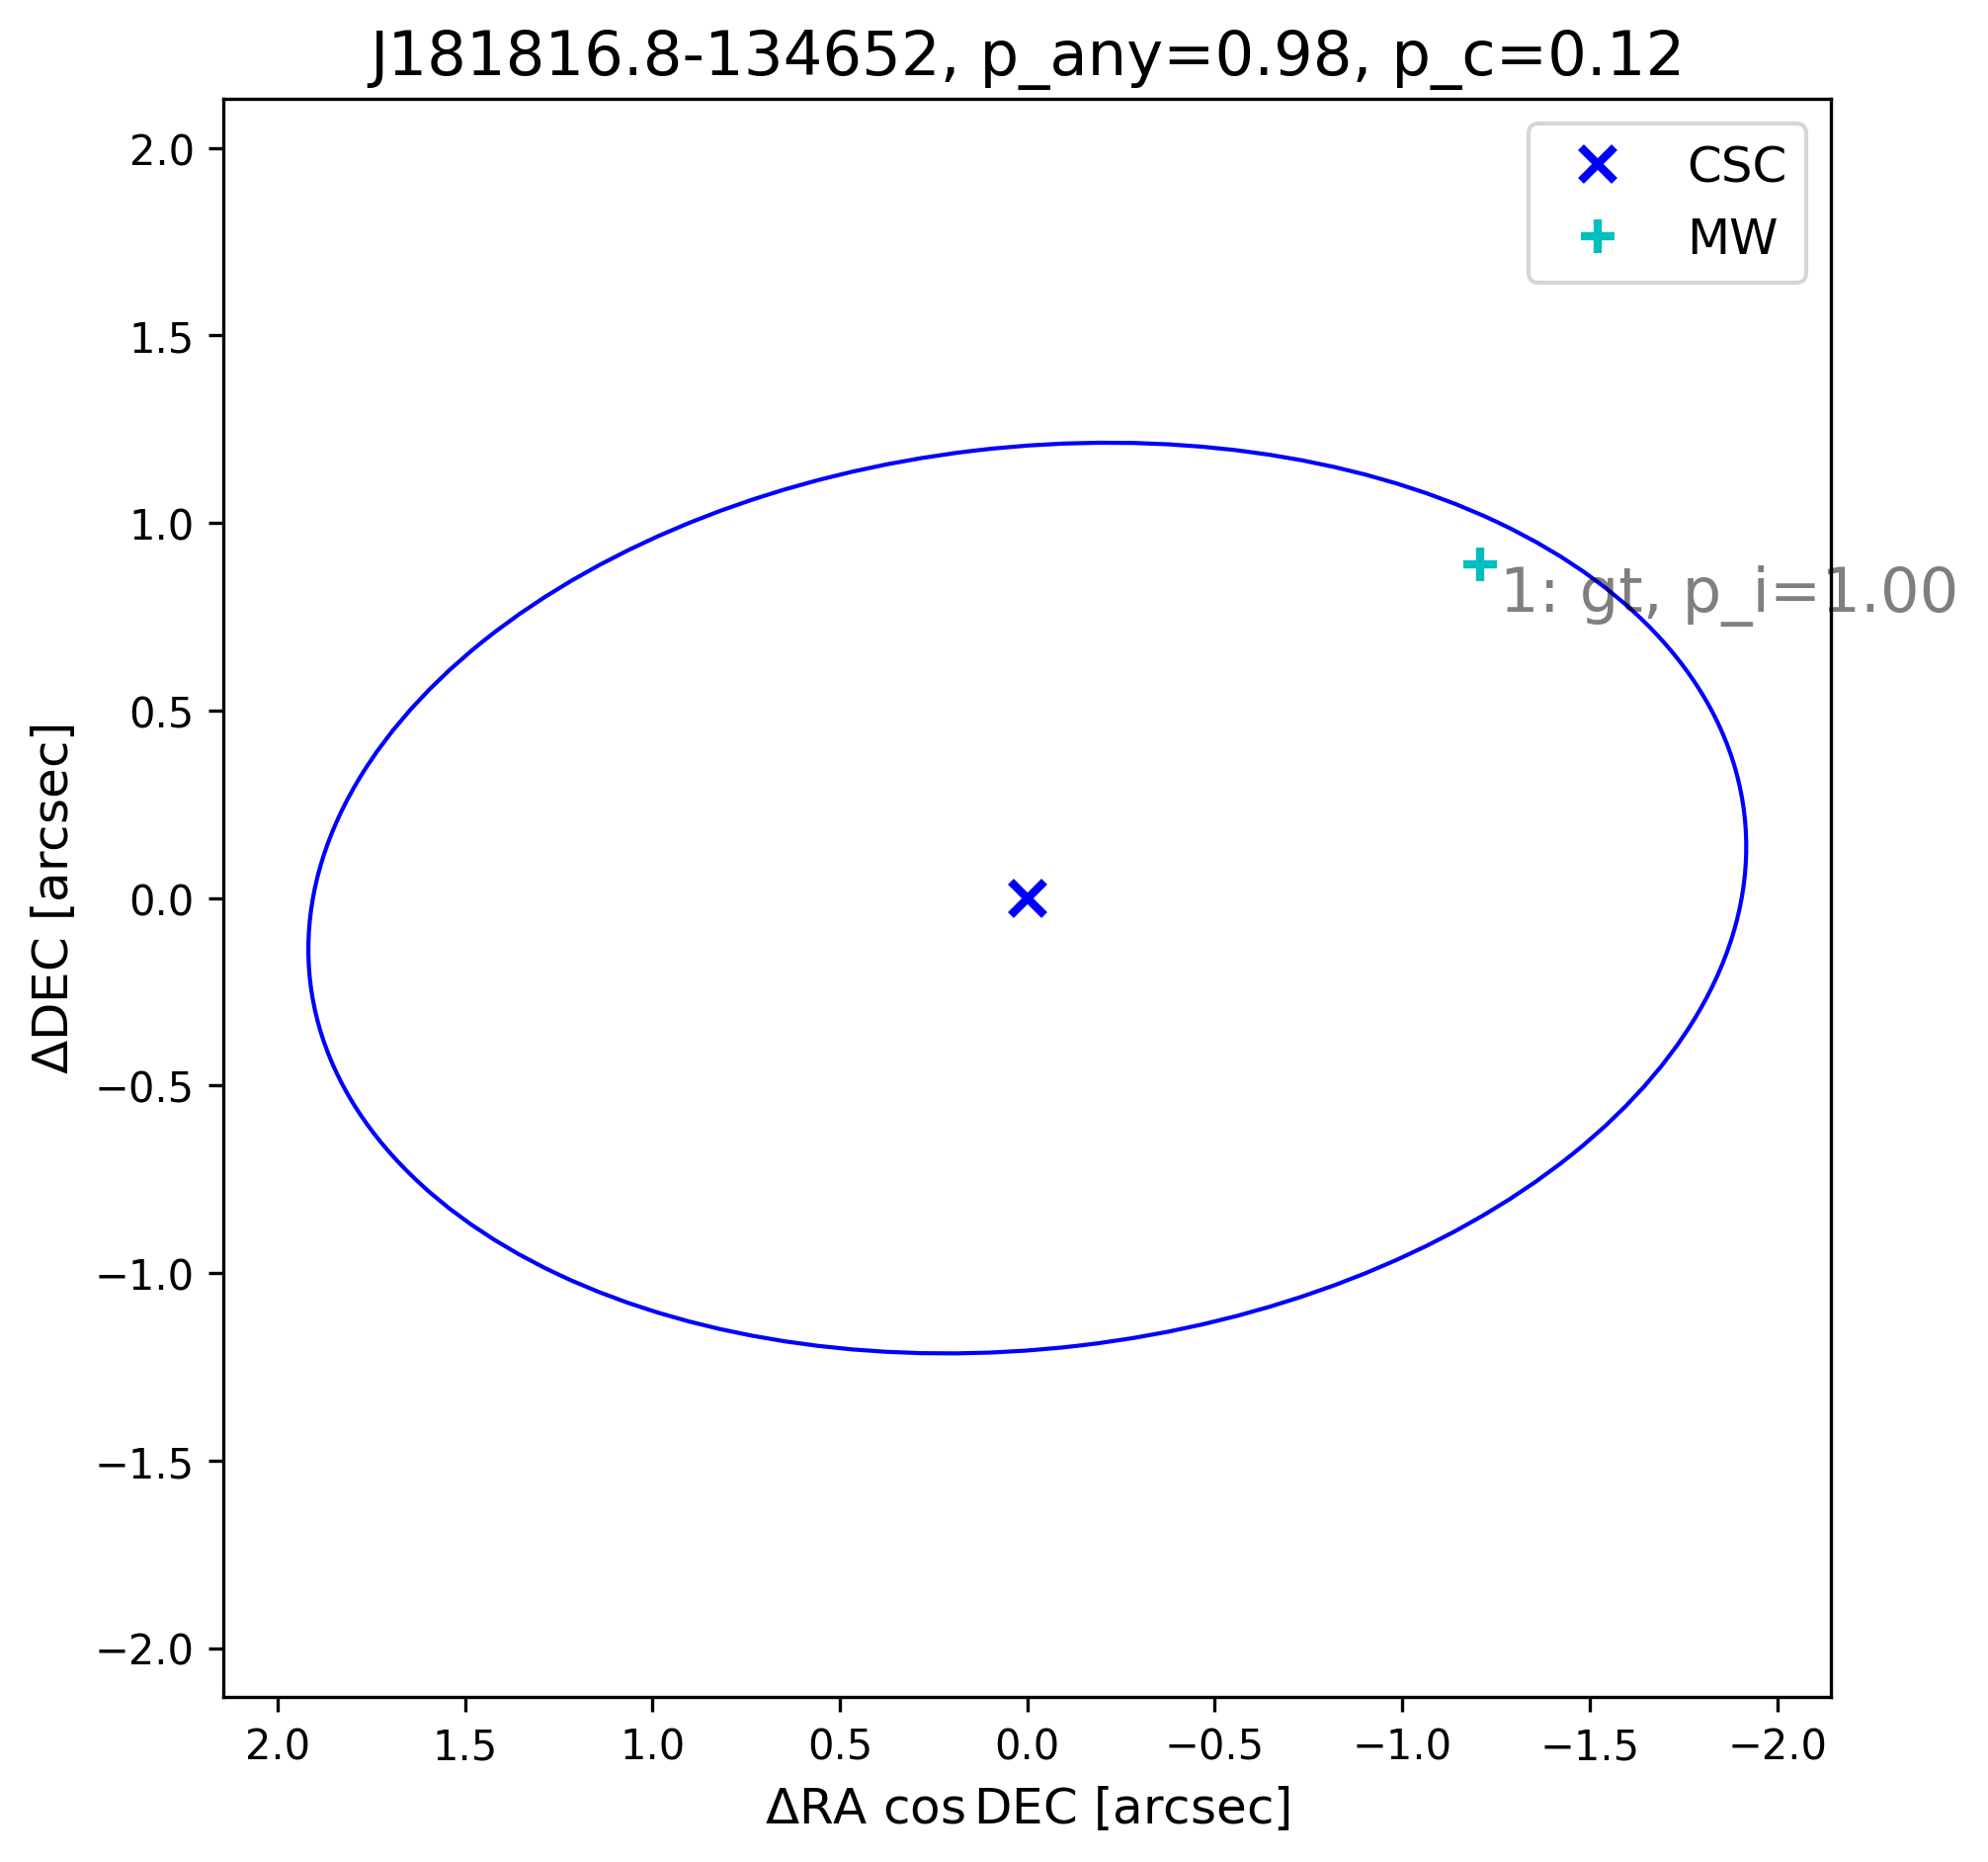 J181816.8-134652, p_any=0.98, p_c=0.12
CSC
MW
1: gt, p_i=1.00
2.0
1.5
1.0
0.5
0.0
−0.5
−1.0
−1.5
−2.0
ΔDEC [arcsec]
2.0 1.5 1.0 0.5 0.0 −0.5 −1.0 −1.5 −2.0
ΔRA cos DEC [arcsec]